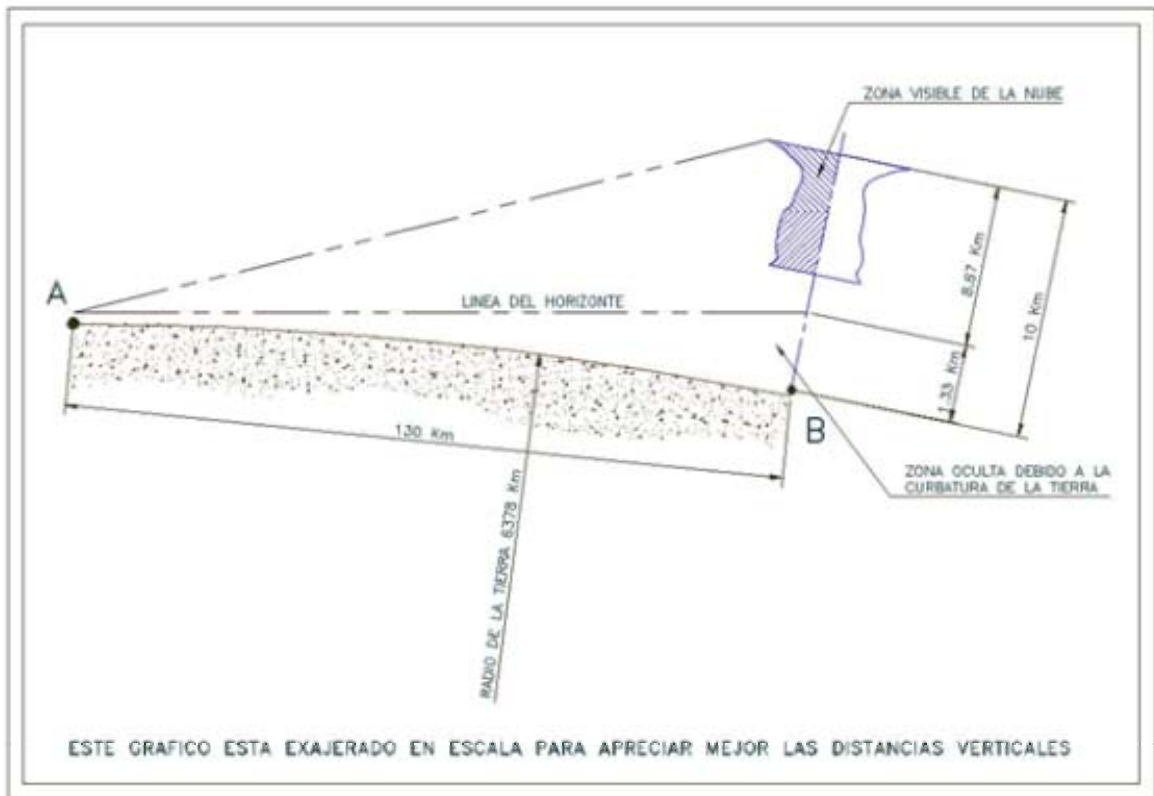 ZONA VISIBLE DE LA NUBE
A
LINEA DEL HORIZONTE
8.67 Km
10 Km
1.33 Km
B
130 Km
ZONA OCULTA DEBIDO A LA
CURBATURA DE LA TIERRA
RADIO DE LA TIERRA 6378 Km
ESTE GRAFICO ESTA EXAJERADO EN ESCALA PARA APRECIAR MEJOR LAS DISTANCIAS VERTICALES